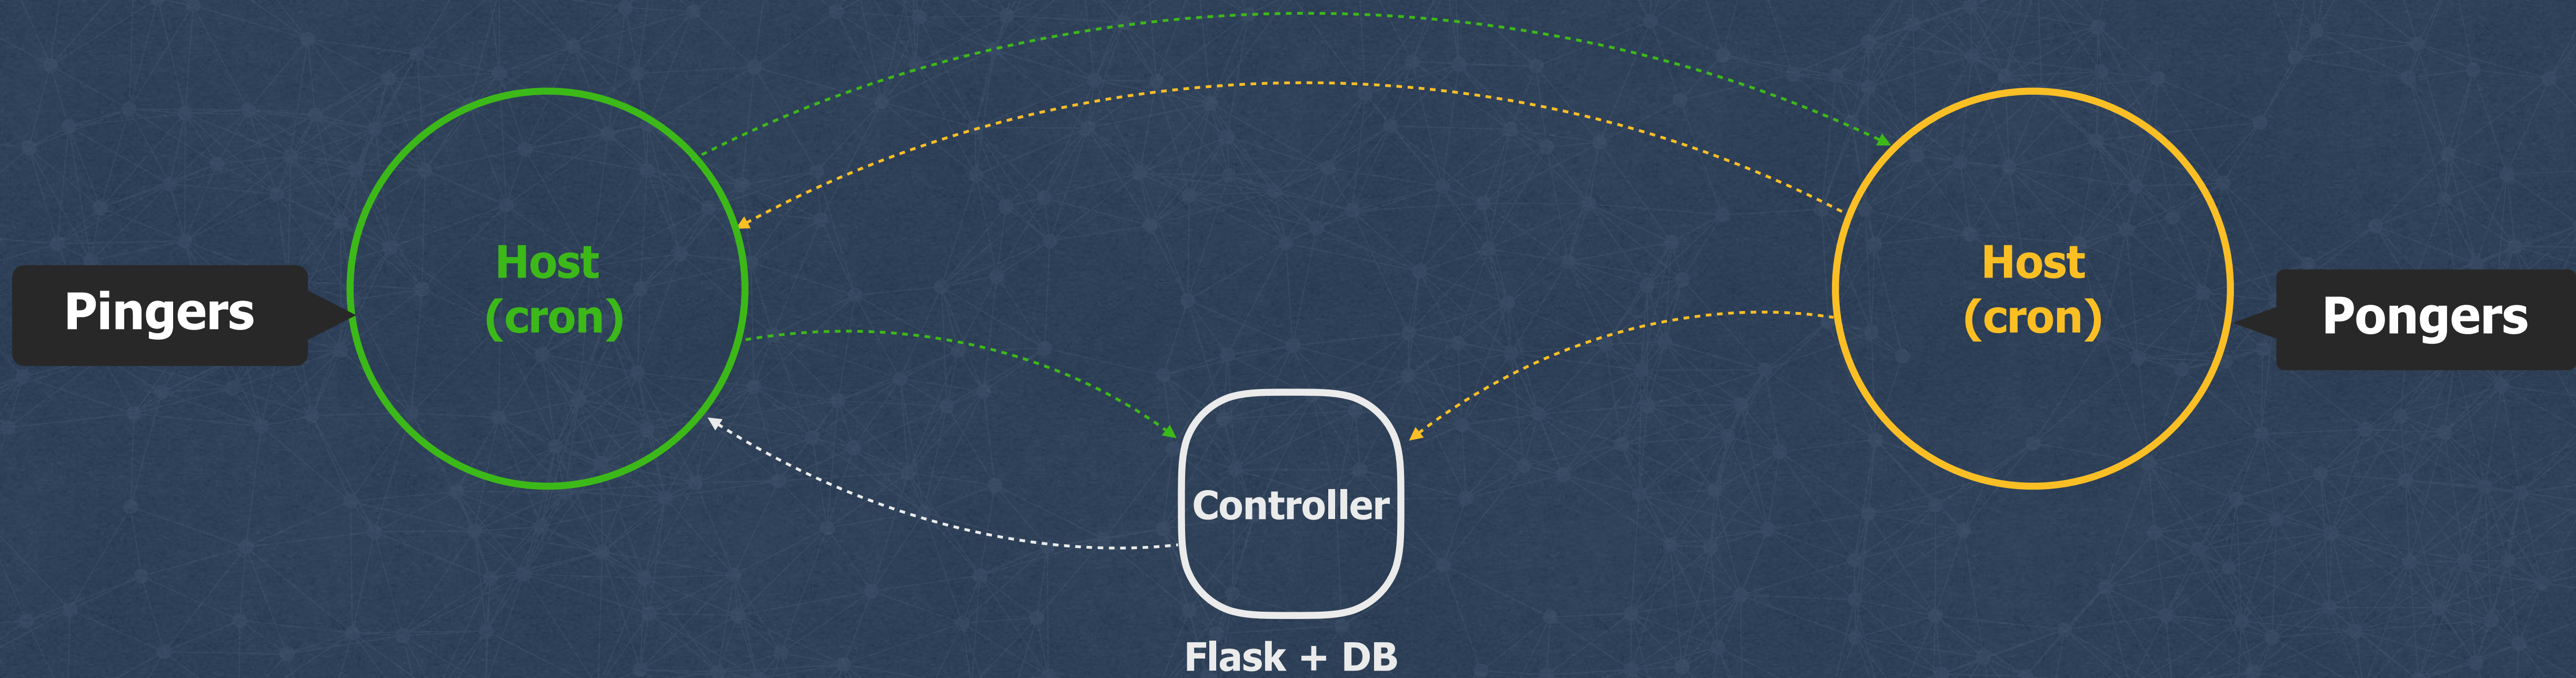 Pingers
Host
(cron)
Host
(cron)
Pongers
Controller
Flask + DB